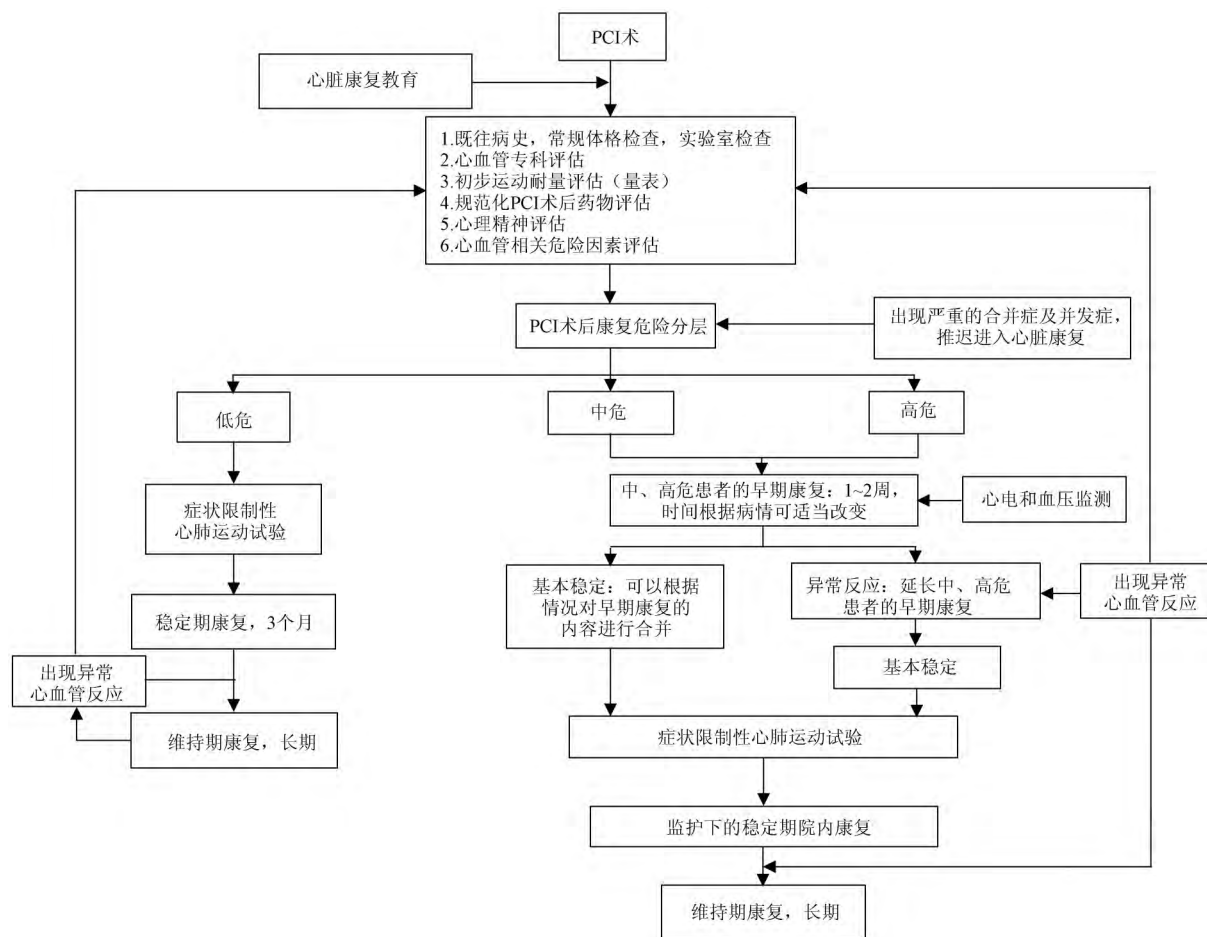 PCI术
心脏康复教育
1.既往病史，常规体格检查，实验室检查
2.心血管专科评估
3.初步运动耐量评估（量表）
4.规范化PCI术后药物评估
5.心理精神评估
6.心血管相关危险因素评估
PCI术后康复危险分层
出现严重的合并症及并发症，
推迟进入心脏康复
低危
中危
高危
症状限制性
心肺运动试验
中、高危患者的早期康复：1~2周，
时间根据病情可适当改变
心电和血压监测
稳定期康复，3个月
基本稳定：可以根据
情况对早期康复的
内容进行合并
异常反应：延长中、高危
患者的早期康复
出现异常
心血管反应
出现异常
心血管反应
基本稳定
维持期康复，长期
症状限制性心肺运动试验
监护下的稳定期院内康复
维持期康复，长期